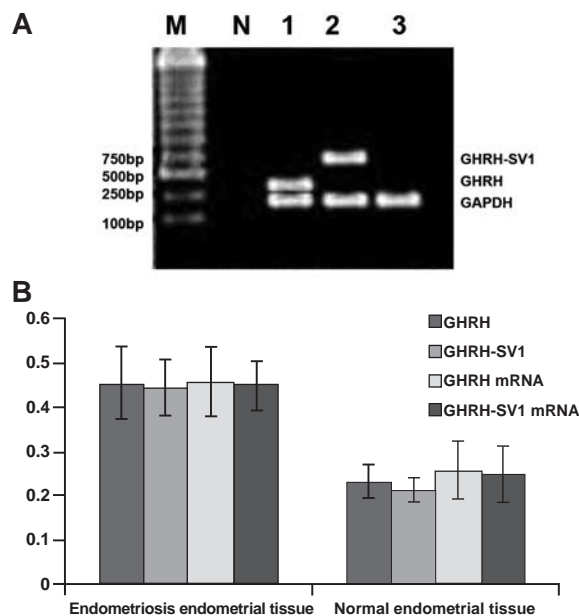 A
M N 1 2 3
750bp
500bp
250bp
100bp
GHRH-SV1
GHRH
GAPDH
B
0.6
0.5
0.4
0.3
0.2
0.1
0
GHRH
GHRH-SV1
GHRH mRNA
GHRH-SV1 mRNA
Endometriosis endometrial tissue Normal endometrial tissue